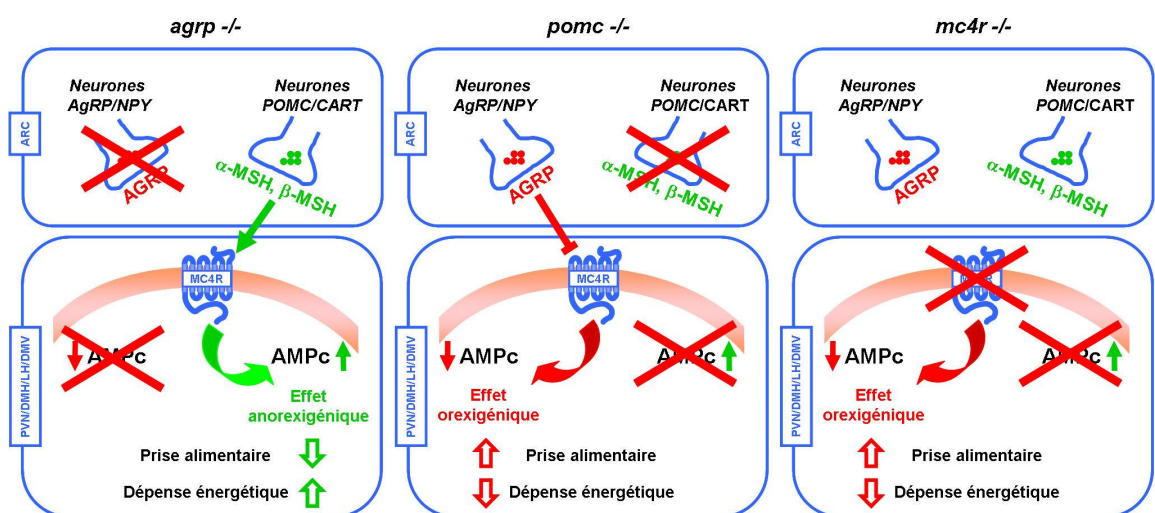 agrp -/-
Neurones
AgRP/NPY
Neurones
POMC/CART
ARC
AGRP
α-MSH, β-MSH
PVN/DMH/LH/DMV
MC4R
AMPc
AMPc
Effet
anorexigénique
Prise alimentaire
Dépense énergétique
pomc -/-
Neurones
AgRP/NPY
Neurones
POMC/CART
ARC
AGRP
α-MSH, β-MSH
PVN/DMH/LH/DMV
MC4R
AMPc
AMPc
Effet
orexigénique
Prise alimentaire
Dépense énergétique
mc4r -/-
Neurones
AgRP/NPY
Neurones
POMC/CART
ARC
AGRP
α-MSH, β-MSH
PVN/DMH/LH/DMV
AMPc
AMPc
Effet
orexigénique
Prise alimentaire
Dépense énergétique